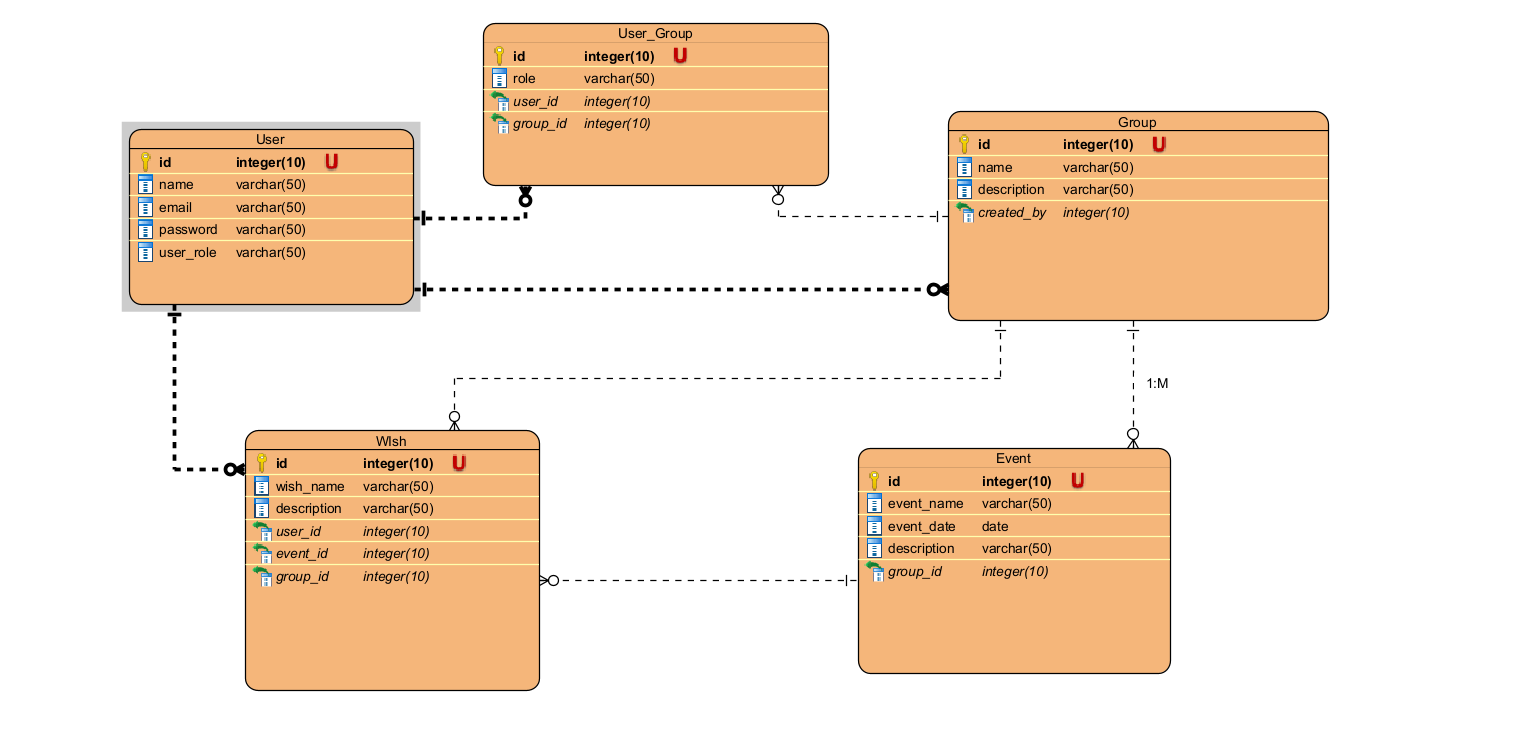 User_Group
id integer(10) U
role varchar(50)
user_id integer(10)
group_id integer(10)
User
id integer(10) U
name varchar(50)
email varchar(50)
password varchar(50)
user_role varchar(50)
Group
id integer(10) U
name varchar(50)
description varchar(50)
created_by integer(10)
1:M
WIsh
id integer(10) U
wish_name varchar(50)
description varchar(50)
user_id integer(10)
event_id integer(10)
group_id integer(10)
Event
id integer(10) U
event_name varchar(50)
event_date date
description varchar(50)
group_id integer(10)